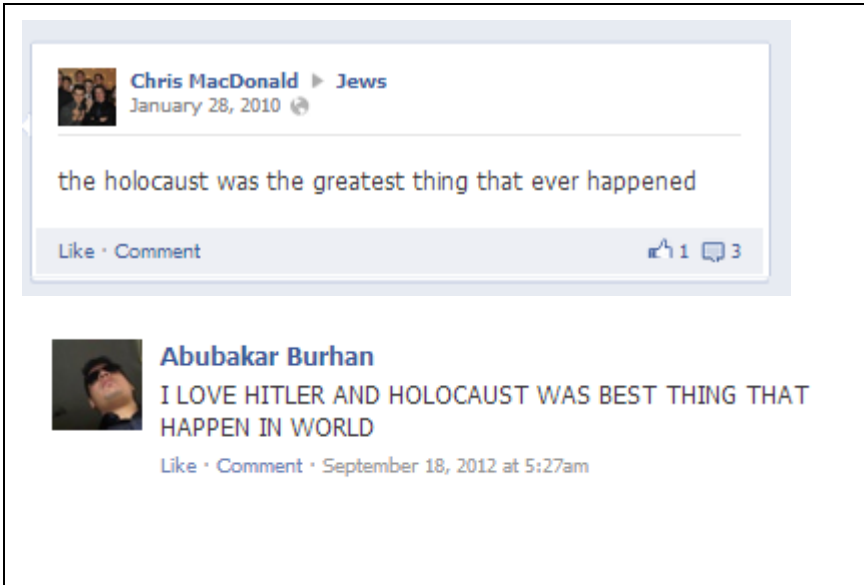 Chris MacDonald ▶ Jews
January 28, 2010
the holocaust was the greatest thing that ever happened
Like · Comment 1 3
Abubakar Burhan
I LOVE HITLER AND HOLOCAUST WAS BEST THING THAT
HAPPEN IN WORLD
Like · Comment · September 18, 2012 at 5:27am